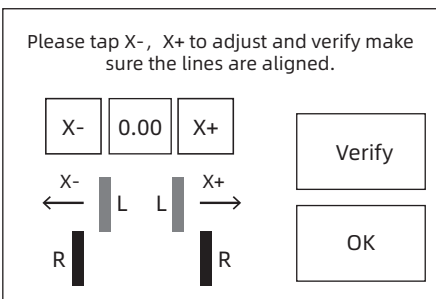 Please tap X-, X+ to adjust and verify make
sure the lines are aligned.
X- 0.00 X+
Verify
X- X+
L L
OK
R R